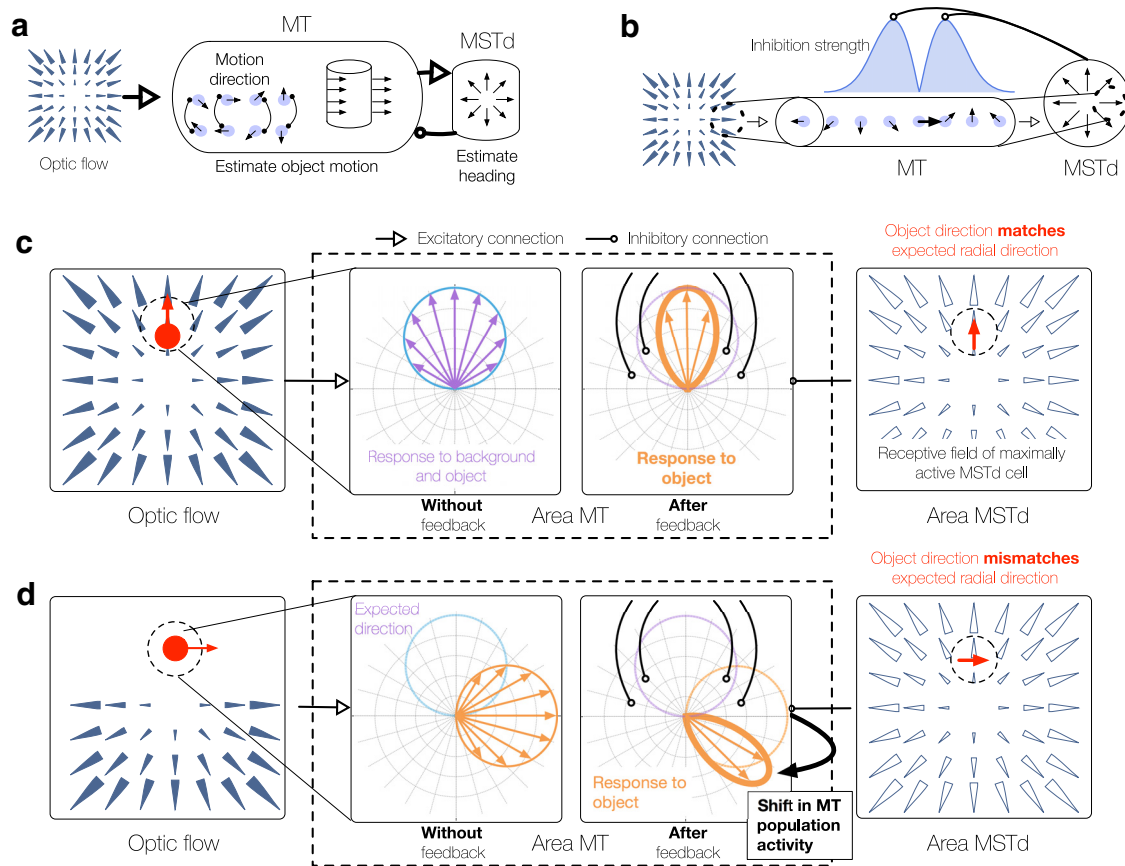 a
MT
MSTd
Motion
direction
Optic flow
Estimate object motion
Estimate
heading
b
Inhibition strength
MT
MSTd
c
Excitatory connection
Inhibitory connection
Object direction matches
expected radial direction
Response to background
and object
Response to
object
Receptive field of maximally
active MSTd cell
Optic flow
Without
feedback
Area MT
After
feedback
Area MSTd
Object direction mismatches
expected radial direction
d
Expected
direction
Response to
object
Shift in MT
population
activity
Optic flow
Without
feedback
Area MT
After
feedback
Area MSTd